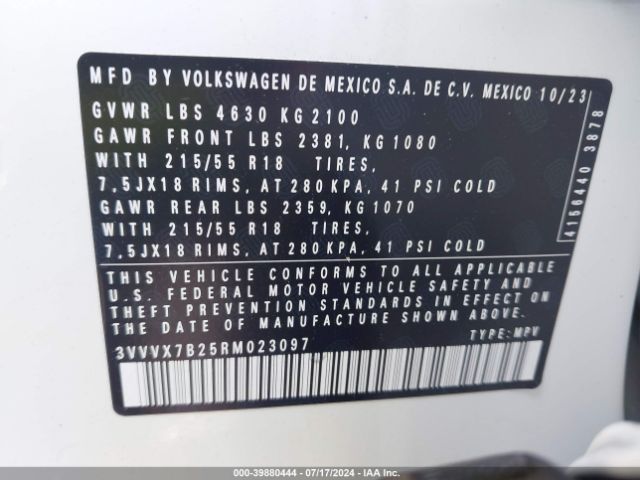 MFD BY VOLKSWAGEN DE MEXICO S.A. DE C.V. MEXICO 10/23
GVWR LBS 4630 KG 2100
GAWR FRONT LBS 2381, KG 1080
WITH 215/55 R18 TIRES,
7,5JX18 RIMS, AT 280 KPA, 41 PSI COLD
GAWR REAR LBS 2359, KG 1070
WITH 215/55 R18 TIRES,
7,5JX18 RIMS, AT 280 KPA, 41 PSI COLD
THIS VEHICLE CONFORMS TO ALL APPLICABLE
U.S. FEDERAL MOTOR VEHICLE SAFETY AND
THEFT PREVENTION STANDARDS IN EFFECT ON
THE DATE OF MANUFACTURE SHOWN ABOVE.
3VVVX7B25RM023097 TYPE: MPV
4156440 3878
000-39880444 - 07/17/2024 - IAAI.COM